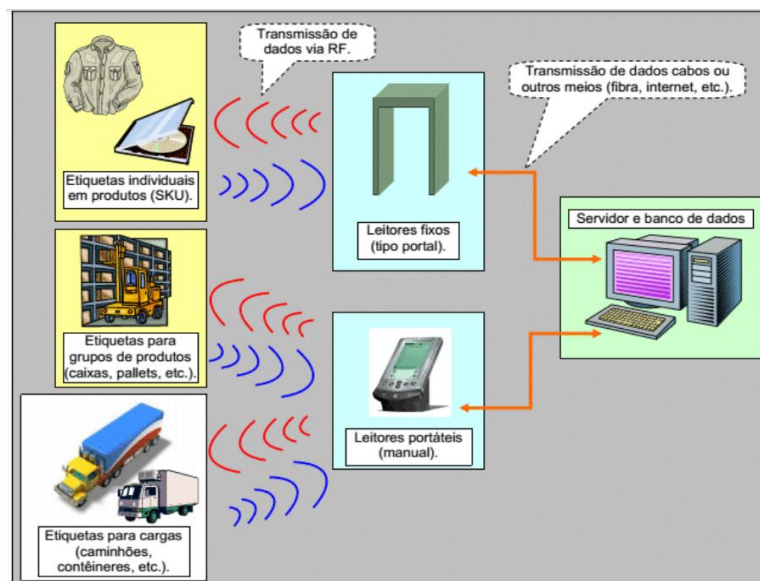 Transmissão de
dados via RF.
Transmissão de dados cabos ou
outros meios (fibra, internet, etc.).
Etiquetas individuais
em produtos (SKU).
Leitores fixos
(tipo portal).
Servidor e banco de dados
Etiquetas para
grupos de produtos
(caixas, pallets, etc.).
Leitores portáteis
(manual).
Etiquetas para cargas
(caminhões,
contêineres, etc.).